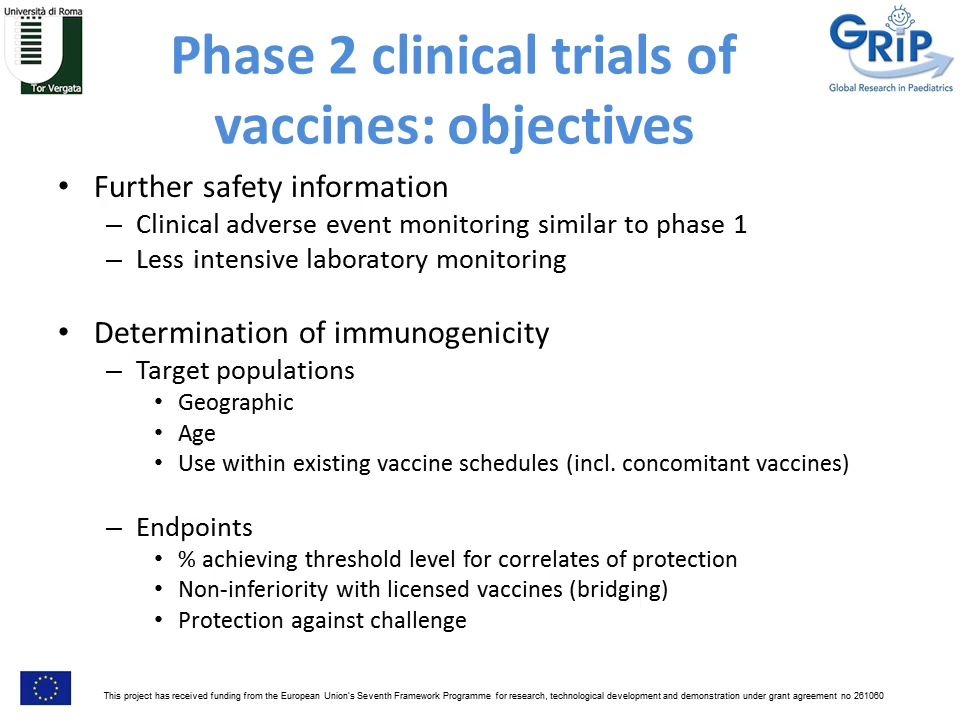 Università di Roma
Tor Vergata
GRiP
Global Research in Paediatrics
Phase 2 clinical trials of
vaccines: objectives
• Further safety information
– Clinical adverse event monitoring similar to phase 1
– Less intensive laboratory monitoring
• Determination of immunogenicity
– Target populations
• Geographic
• Age
• Use within existing vaccine schedules (incl. concomitant vaccines)
– Endpoints
• % achieving threshold level for correlates of protection
• Non-inferiority with licensed vaccines (bridging)
• Protection against challenge
This project has received funding from the European Union's Seventh Framework Programme for research, technological development and demonstration under grant agreement no 261060